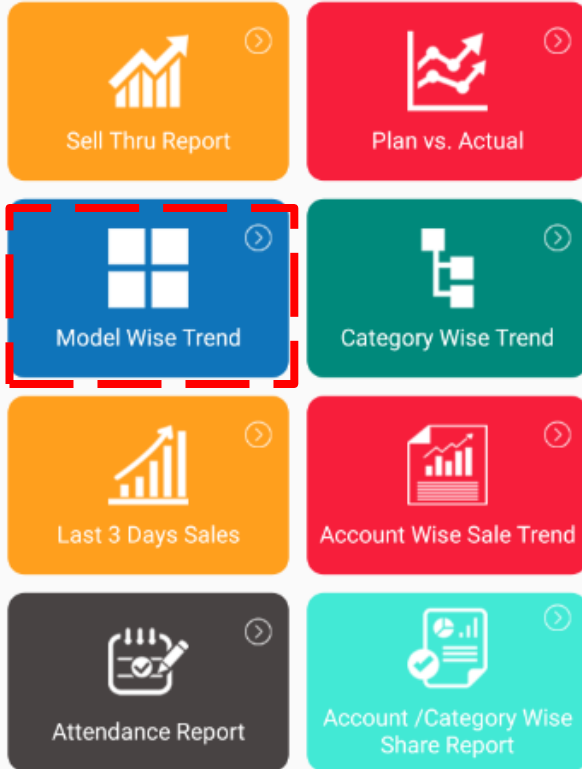 Sell Thru Report
Plan vs. Actual
Model Wise Trend
Category Wise Trend
Last 3 Days Sales
Account Wise Sale Trend
Attendance Report
Account /Category Wise
Share Report